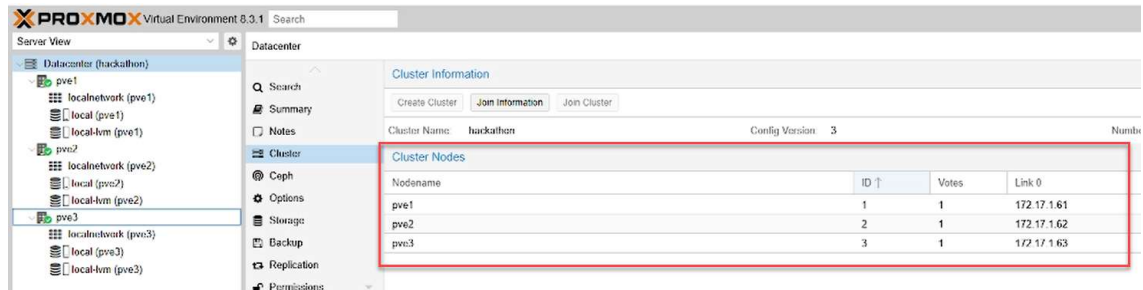 PROXMOX Virtual Environment 8.3.1 Search
Server View
Datacenter (hackathon)
pve1
localnetwork (pve1)
local (pve1)
local-lvm (pve1)
pve2
localnetwork (pve2)
local (pve2)
local-lvm (pve2)
pve3
localnetwork (pve3)
local (pve3)
local-lvm (pve3)
Datacenter
Search
Summary
Notes
Cluster
Ceph
Options
Storage
Backup
Replication
Permissions
Cluster Information
Create Cluster Join Information Join Cluster
Cluster Name hackathon Config Version 3
Cluster Nodes
Nodename ID ↑ Votes Link 0
pve1 1 1 172.17.1.61
pve2 2 1 172.17.1.62
pve3 3 1 172.17.1.63